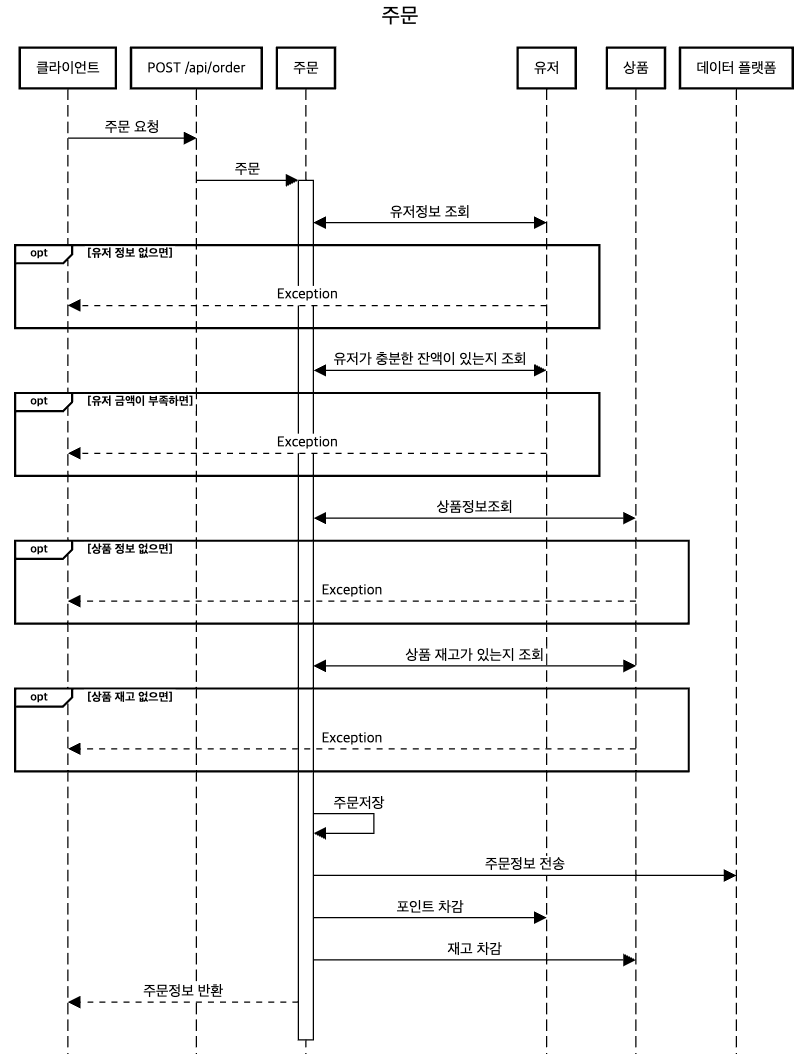 주문
클라이언트
POST /api/order
주문
유저
상품
데이터 플랫폼
주문 요청
주문
유저정보 조회
opt
[유저 정보 없으면]
Exception
유저가 충분한 잔액이 있는지 조회
opt
[유저 금액이 부족하면]
Exception
상품정보조회
opt
[상품 정보 없으면]
Exception
상품 재고가 있는지 조회
opt
[상품 재고 없으면]
Exception
주문저장
주문정보 전송
포인트 차감
재고 차감
주문정보 반환